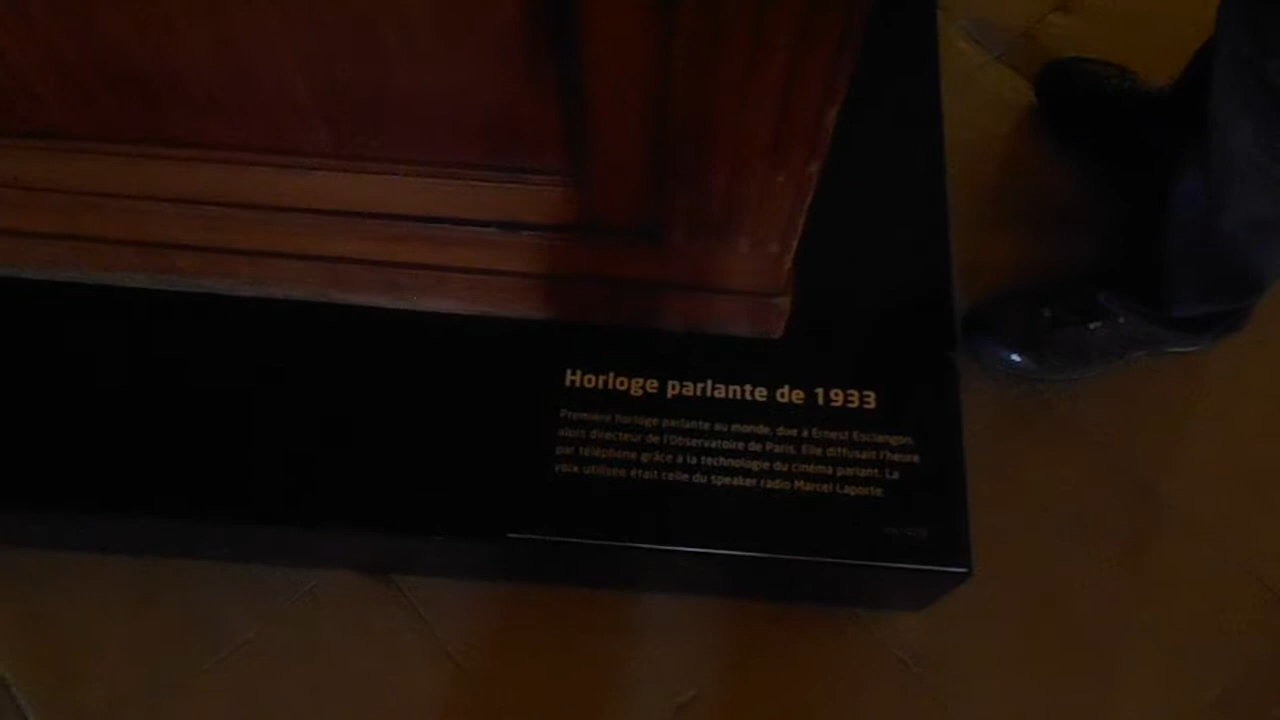 Horloge parlante de 1933
Première horloge parlante au monde, due à Ernest Esclangon,
alors directeur de l'Observatoire de Paris. Elle diffusait l'heure
par téléphone grâce à la technologie du cinéma parlant. La
voix utilisée était celle du speaker radio Marcel Laporte.